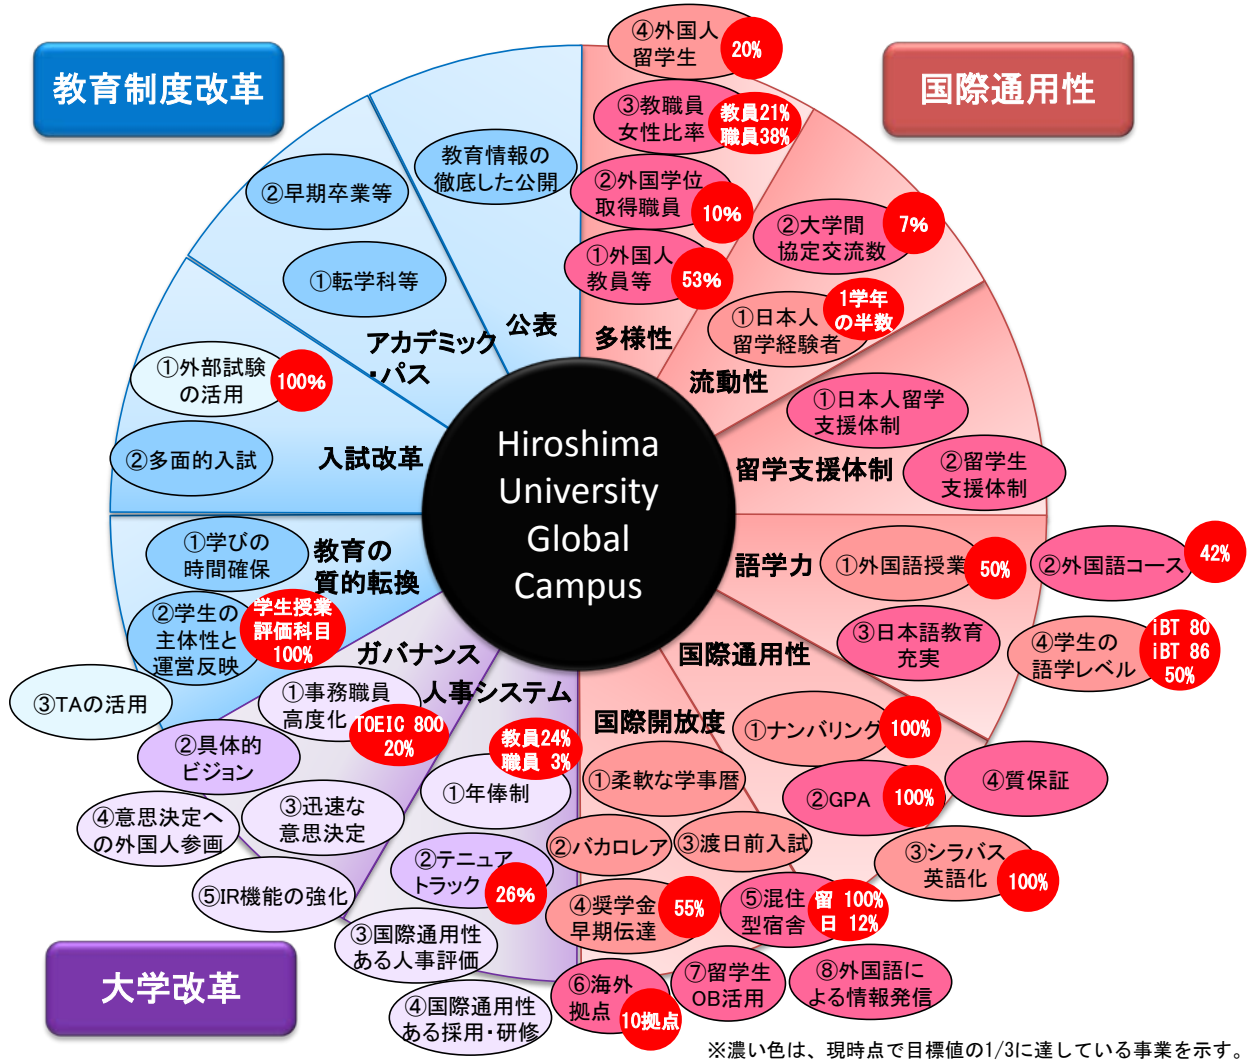 教育制度改革
国際通用性
④外国人
留学生
20%
③教職員
女性比率
教員21%
職員38%
②外国学位
取得職員
10%
①外国人
教員等
53%
多様性
②大学間
協定交流数
7%
①日本人
留学経験者
1学年
の半数
流動性
①日本人留学
支援体制
②留学生
支援体制
留学支援体制
語学力
①外国語授業
50%
②外国語コース
42%
③日本語教育
充実
④学生の
語学レベル
iBT 80
iBT 86
50%
国際通用性
①ナンバリング
100%
②GPA
100%
④質保証
③シラバス
英語化
100%
国際開放度
①柔軟な学事暦
②バカロレア
③渡日前入試
④奨学金
早期伝達
55%
⑤混住
型宿舎
留 100%
日 12%
⑥海外
拠点
10拠点
⑦留学生
OB活用
⑧外国語に
よる情報発信
教育情報の
徹底した公開
公表
②早期卒業等
①転学科等
アカデミック
・パス
①外部試験
の活用
100%
②多面的入試
入試改革
Hiroshima
University
Global
Campus
①学びの
時間確保
教育の
質的転換
②学生の
主体性と
運営反映
学生授業
評価科目
100%
③TAの活用
ガバナンス
①事務職員
高度化
TOEIC 800
20%
②具体的
ビジョン
③迅速な
意思決定
④意思決定へ
の外国人参画
⑤IR機能の強化
人事システム
教員24%
職員 3%
①年俸制
②テニュア
トラック
26%
③国際通用性
ある人事評価
④国際通用性
ある採用・研修
大学改革
※濃い色は、現時点で目標値の1/3に達している事業を示す。